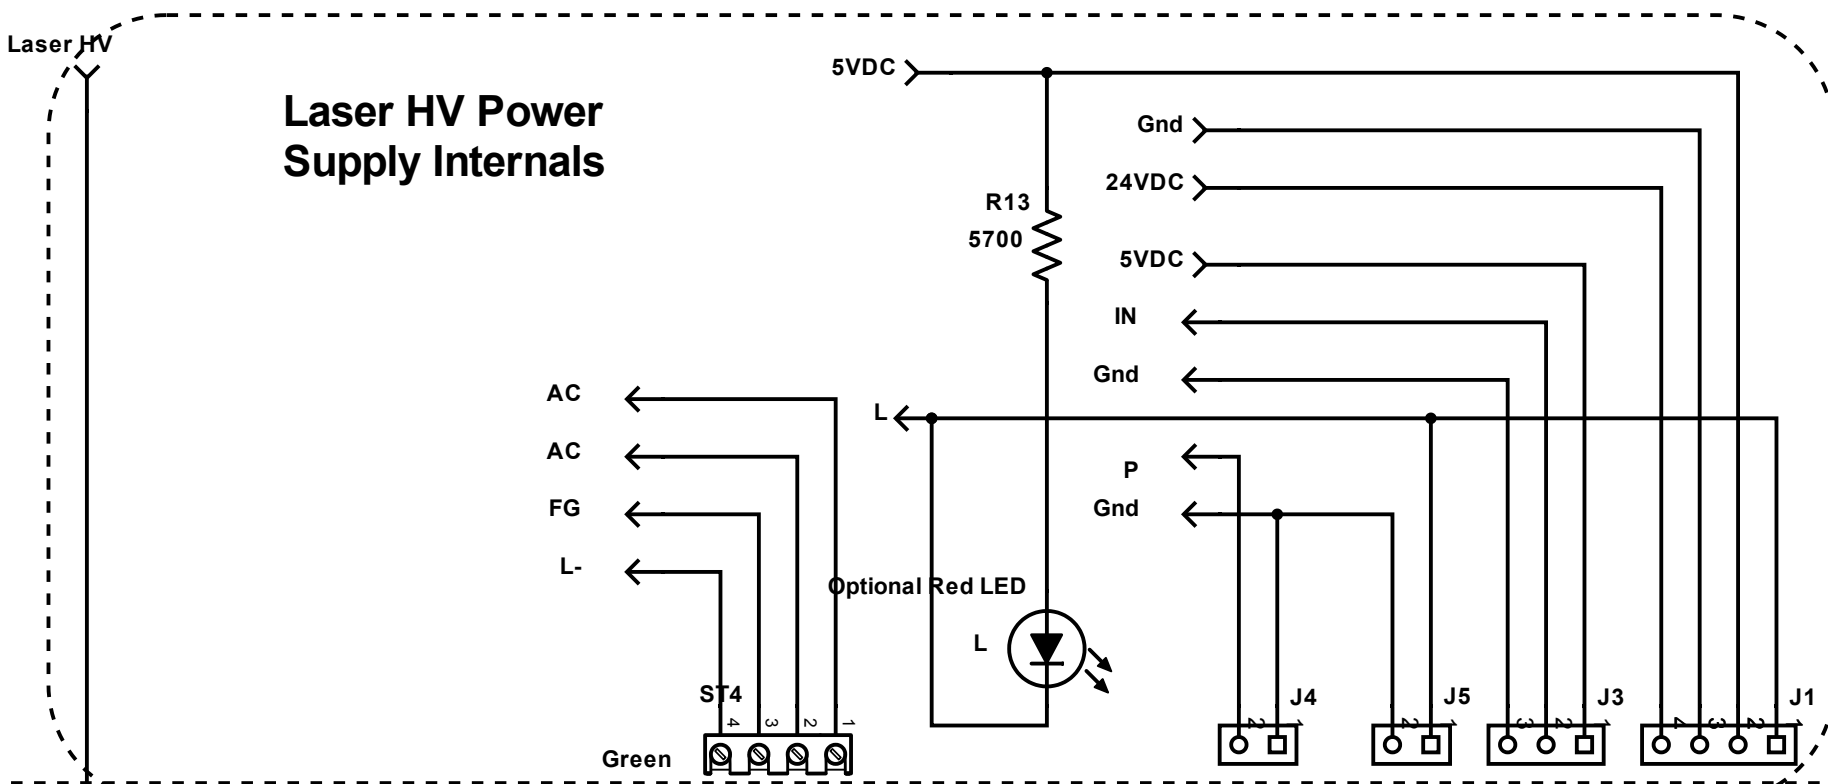 Laser HV
5VDC
Laser HV Power
Supply Internals
Gnd
24VDC
R13
5700
5VDC
IN
Gnd
AC
L
AC
P
FG
Gnd
L-
Optional Red LED
L
ST4
J4
J5
J3
J1
4 3 2 1
2 1
2 1
3 2 1
4 3 2 1
Green